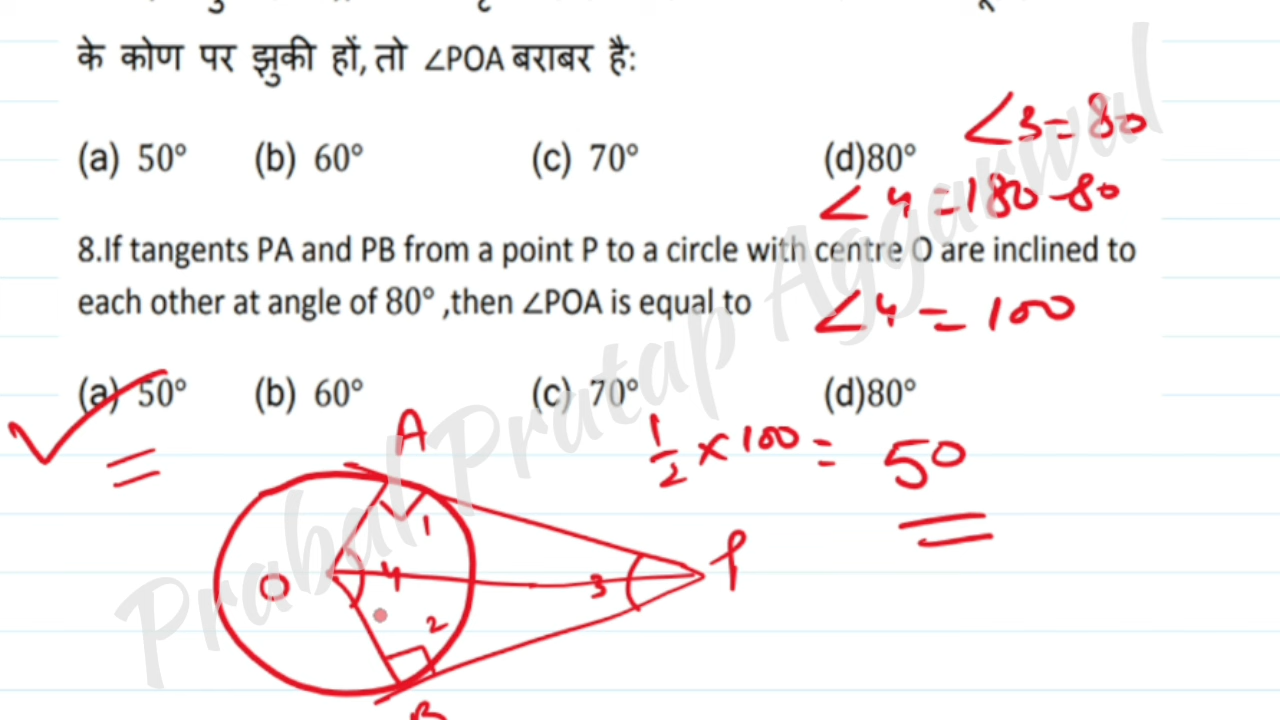 के कोण पर झुकी हों, तो ∠POA बराबर है:
(a) 50° (b) 60° (c) 70° (d)80°
∠3=80
∠4=180-80
8.If tangents PA and PB from a point P to a circle with centre O are inclined to
each other at angle of 80° ,then ∠POA is equal to
∠4=100
(a) 50° (b) 60° (c) 70° (d)80°
1/2 × 100 = 50
A
1
O 4 3 P
2
B
Prabal Pratap Aggarwal